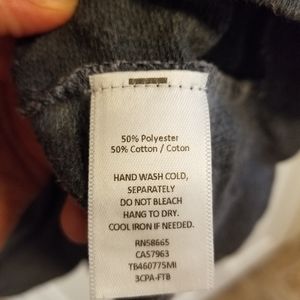 50% Polyester
50% Cotton / Coton
HAND WASH COLD,
SEPARATELY
DO NOT BLEACH
HANG TO DRY.
COOL IRON IF NEEDED.
RN58665
CA57963
TB460775MI
3CPA-FTB